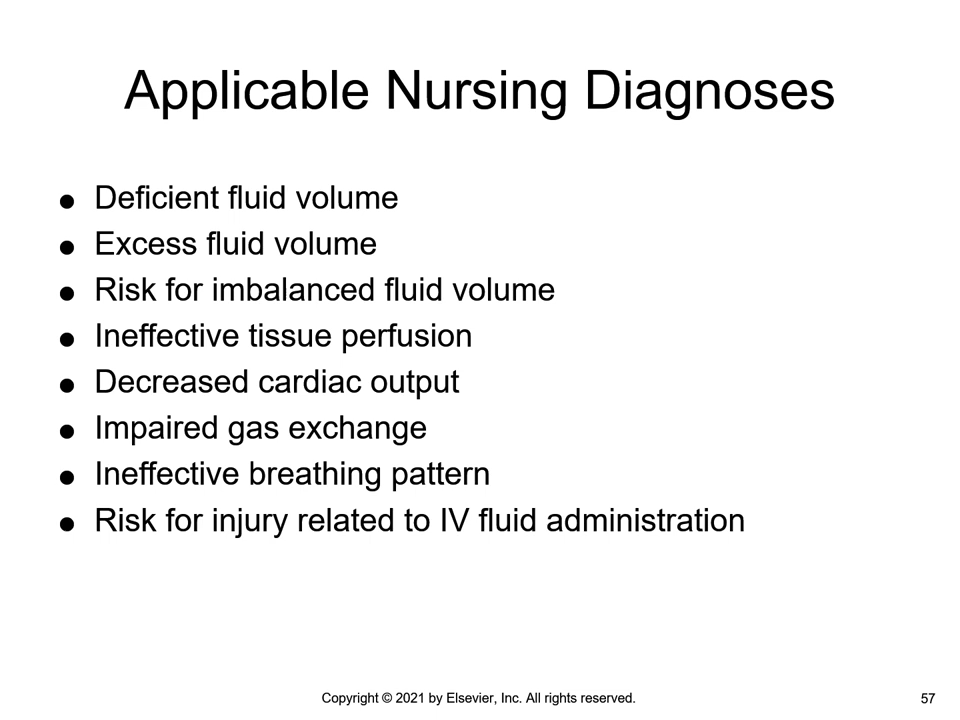 Applicable Nursing Diagnoses
● Deficient fluid volume
● Excess fluid volume
● Risk for imbalanced fluid volume
● Ineffective tissue perfusion
● Decreased cardiac output
● Impaired gas exchange
● Ineffective breathing pattern
● Risk for injury related to IV fluid administration
Copyright © 2021 by Elsevier, Inc. All rights reserved.
57